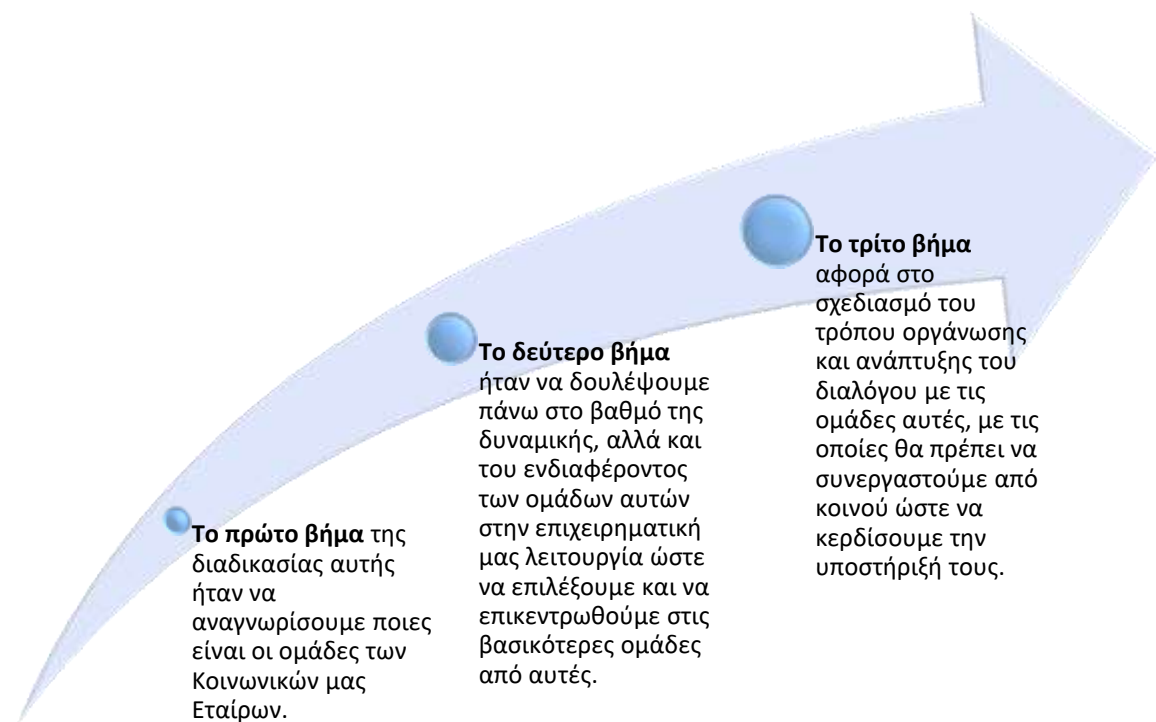 Το πρώτο βήμα της
διαδικασίας αυτής
ήταν να
αναγνωρίσουμε ποιες
είναι οι ομάδες των
Κοινωνικών μας
Εταίρων.
Το δεύτερο βήμα
ήταν να δουλέψουμε
πάνω στο βαθμό της
δυναμικής, αλλά και
του ενδιαφέροντος
των ομάδων αυτών
στην επιχειρηματική
μας λειτουργία ώστε
να επιλέξουμε και να
επικεντρωθούμε στις
βασικότερες ομάδες
από αυτές.
Το τρίτο βήμα
αφορά στο
σχεδιασμό του
τρόπου οργάνωσης
και ανάπτυξης του
διαλόγου με τις
ομάδες αυτές, με τις
οποίες θα πρέπει να
συνεργαστούμε από
κοινού ώστε να
κερδίσουμε την
υποστήριξή τους.